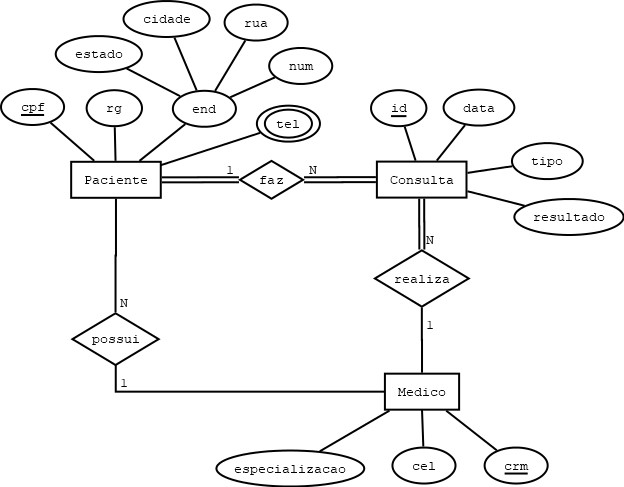 cidade
rua
estado
num
cpf
rg
end
tel
id
data
Paciente
1
faz
N
Consulta
tipo
resultado
N
realiza
N
possui
1
1
Medico
especializacao
cel
crm